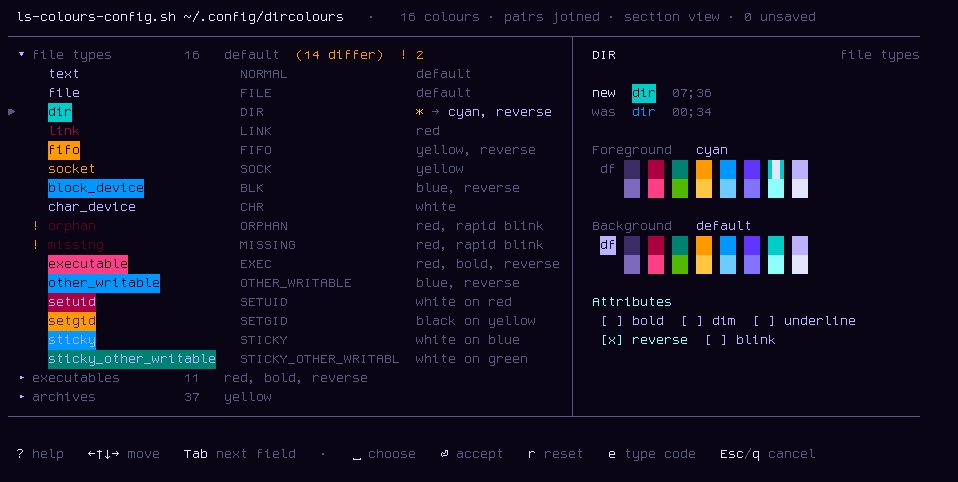 ls-colours-config.sh ~/.config/dircolours · 16 colours · pairs joined · section view · 0 unsaved
▾ file types 16 default (14 differ) ! 2
text NORMAL default
file FILE default
▶ dir DIR * → cyan, reverse
link LINK red
fifo FIFO yellow, reverse
socket SOCK yellow
block_device BLK blue, reverse
char_device CHR white
! orphan ORPHAN red, rapid blink
! missing MISSING red, rapid blink
executable EXEC red, bold, reverse
other_writable OTHER_WRITABLE blue, reverse
setuid SETUID white on red
setgid SETGID black on yellow
sticky STICKY white on blue
sticky_other_writable STICKY_OTHER_WRITABL white on green
▸ executables 11 red, bold, reverse
▸ archives 37 yellow
DIR file types
new dir 07;36
was dir 00;34
Foreground cyan
df
Background default
df
Attributes
[ ] bold [ ] dim [ ] underline
[x] reverse [ ] blink
? help ←↑↓→ move Tab next field · ␣ choose ⏎ accept r reset e type code Esc/q cancel